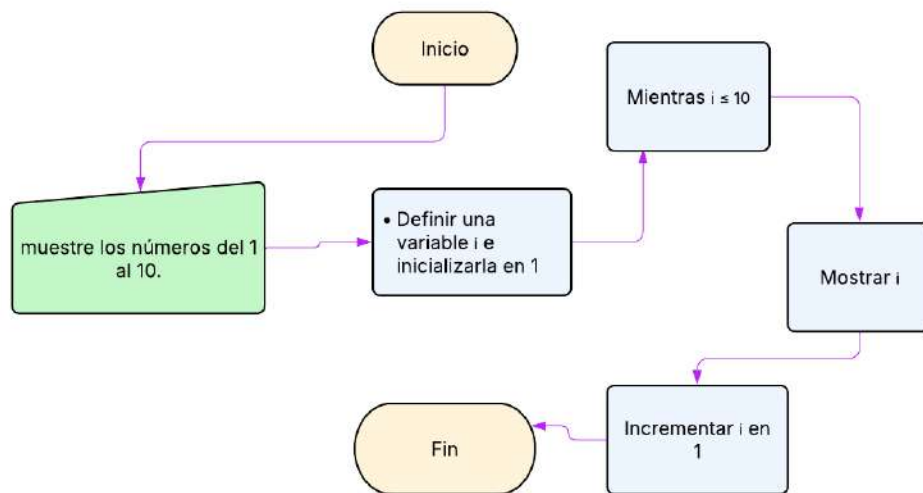 Inicio
muestre los números del 1
al 10.
• Definir una
variable i e
inicializarla en 1
Mientras i ≤ 10
Mostrar i
Incrementar i en
1
Fin